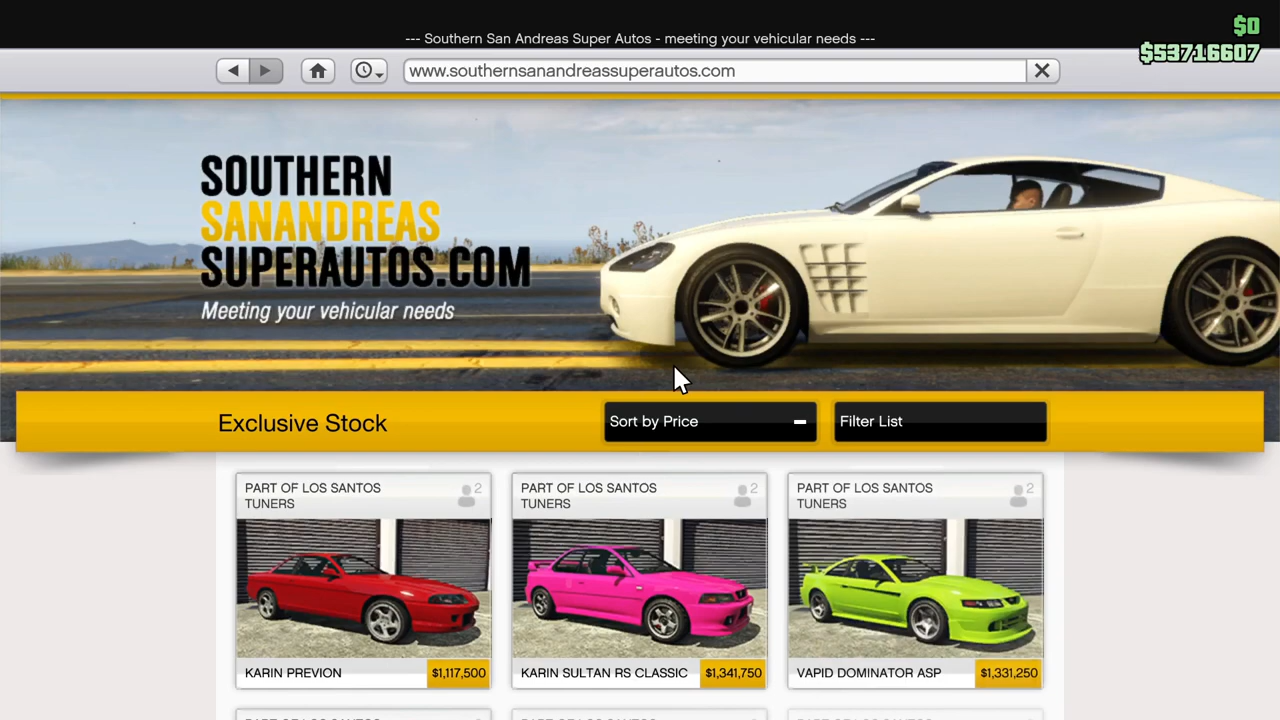 --- Southern San Andreas Super Autos - meeting your vehicular needs ---
$0
$53716607
www.southernsanandreassuperautos.com
SOUTHERN
SANANDREAS
SUPERAUTOS.COM
Meeting your vehicular needs
Exclusive Stock
Sort by Price
Filter List
PART OF LOS SANTOS
TUNERS
2
PART OF LOS SANTOS
TUNERS
2
PART OF LOS SANTOS
TUNERS
2
KARIN PREVION
$1,117,500
KARIN SULTAN RS CLASSIC
$1,341,750
VAPID DOMINATOR ASP
$1,331,250